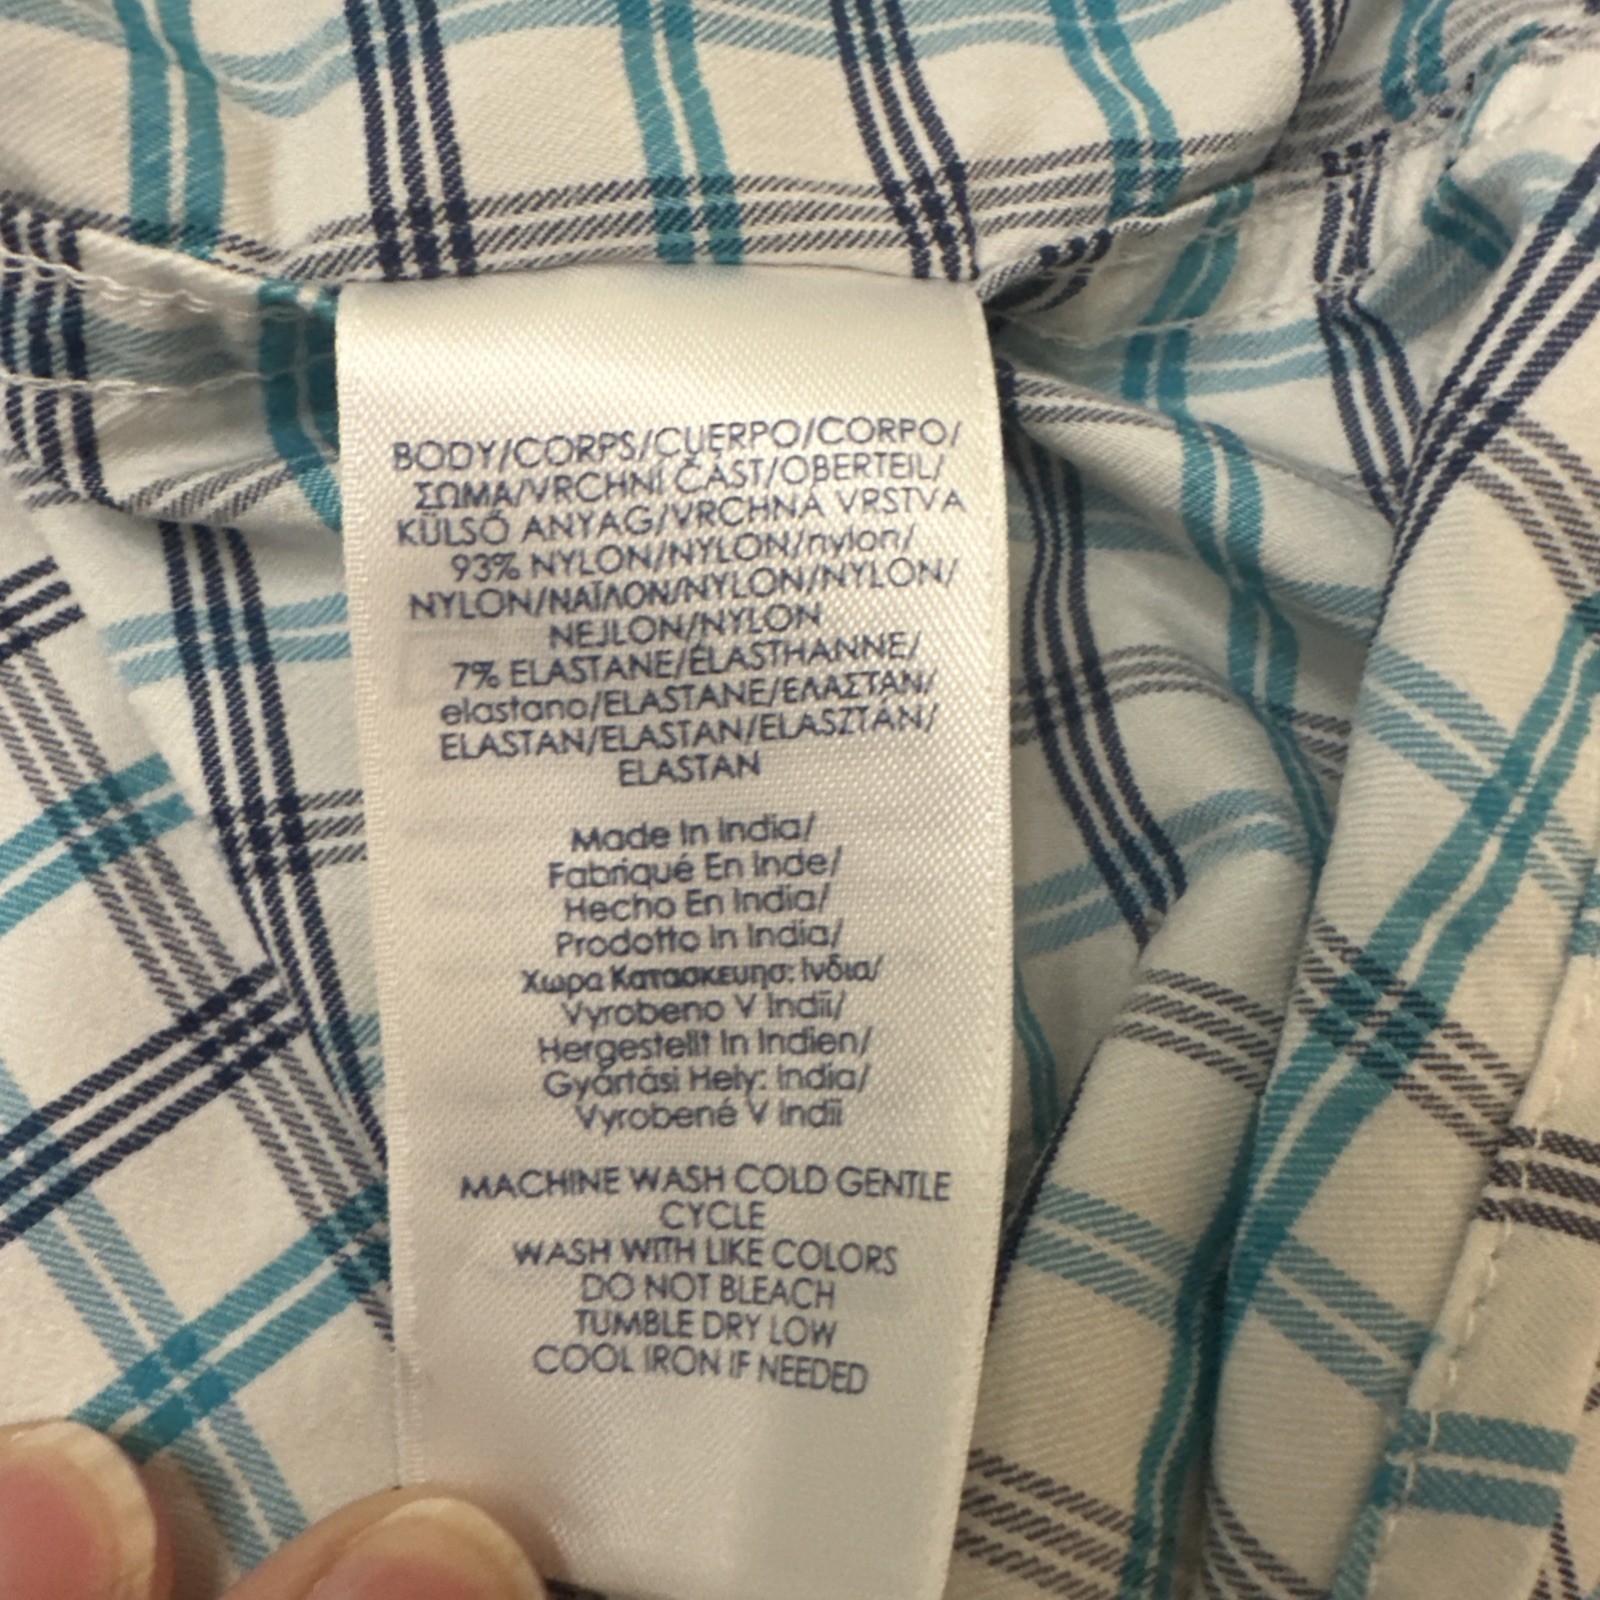 BODY/CORPS/CUERPO/CORPO/
ΣΩΜΑ/VRCHNÍ ČÁST/OBERTEIL/
KÜLSŐ ANYAG/VRCHNÁ VRSTVA
93% NYLON/NYLON/nylon/
NYLON/ΝΑΪΛΟΝ/NYLON/NYLON/
NEJLON/NYLON
7% ELASTANE/ÉLASTHANNE/
elastano/ELASTANE/ΕΛΑΣΤΑΝ/
ELASTAN/ELASTAN/ELASZTÁN/
ELASTAN
Made In India/
Fabriqué En Inde/
Hecho En India/
Prodotto In India/
Χωρα Κατασκευησ: Ινδια/
Vyrobeno V Indii/
Hergestellt In Indien/
Gyártási Hely: India/
Vyrobené V Indii
MACHINE WASH COLD GENTLE
CYCLE
WASH WITH LIKE COLORS
DO NOT BLEACH
TUMBLE DRY LOW
COOL IRON IF NEEDED